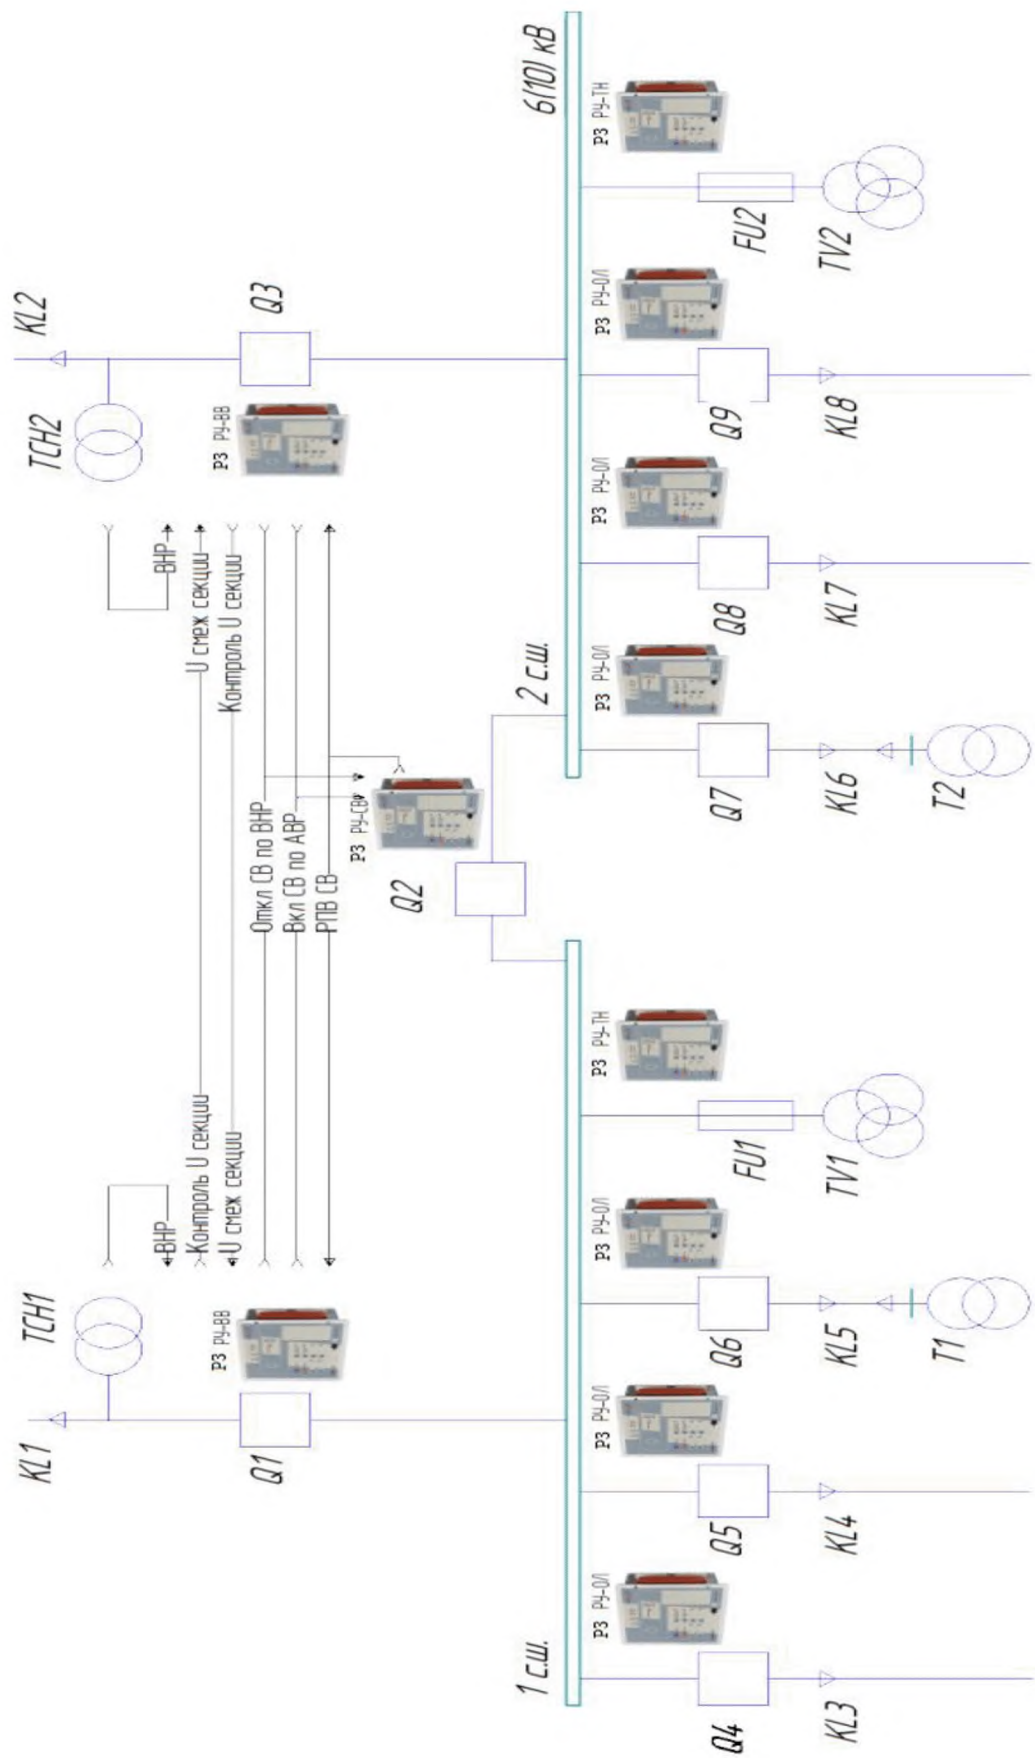 KL1
ТСН1
ТСН2
KL2
ВНР
ВНР
Контроль U секции
U смеж секции
U смеж секции
Контроль U секции
Откл СВ по ВНР
Вкл СВ по АВР
РПВ СВ
Q1
РЗ РУ-ВВ
РЗ РУ-ВВ
Q3
РЗ РУ-СВ
Q2
1 с.ш.
2 с.ш.
6(10) кВ
РЗ РУ-ОЛ
РЗ РУ-ОЛ
РЗ РУ-ОЛ
РЗ РУ-ТН
РЗ РУ-ОЛ
РЗ РУ-ОЛ
РЗ РУ-ОЛ
РЗ РУ-ТН
Q4
Q5
Q6
FU1
Q7
Q8
Q9
FU2
KL3
KL4
KL5
TV1
KL6
KL7
KL8
TV2
T1
T2